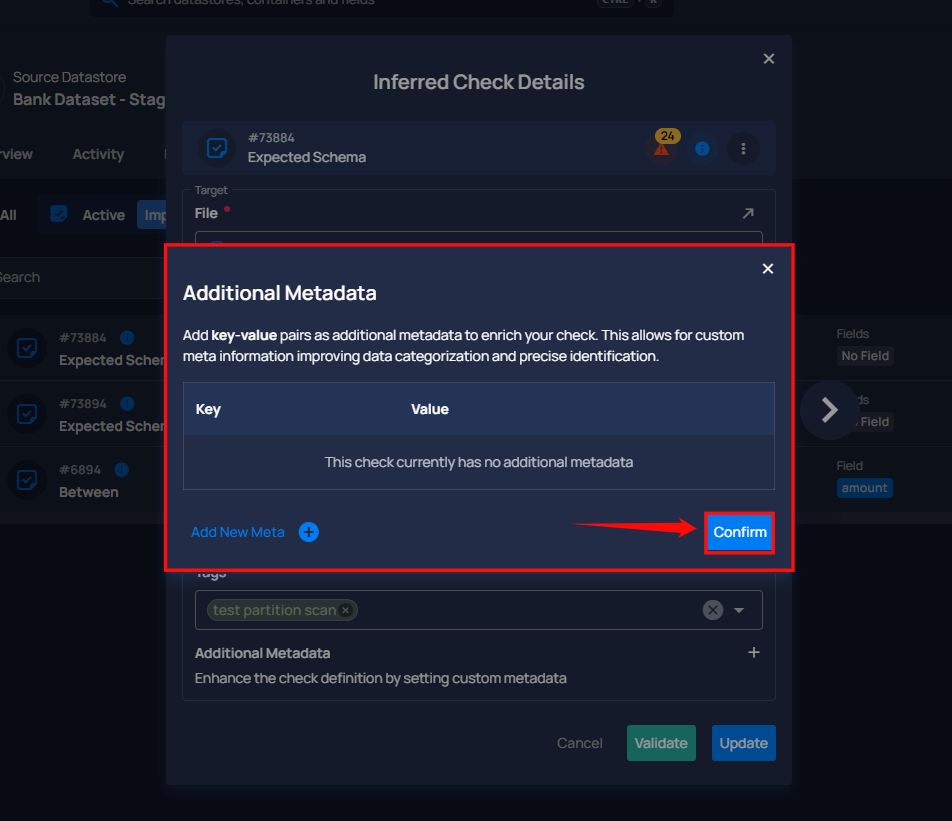 Search datastores, containers and fields CTRL K
Source Datastore
Bank Dataset - Stag
rview Activity
All Active Imp
Search
#73884
Expected Schem
#73894
Expected Schem
#6894
Between
Fields
No Field
ds
Field
Field
amount
Inferred Check Details
#73884
Expected Schema
24
Target
File *
Additional Metadata
Add key-value pairs as additional metadata to enrich your check. This allows for custom
meta information improving data categorization and precise identification.
Key Value
This check currently has no additional metadata
Add New Meta
Confirm
Tags
test partition scan
Additional Metadata
Enhance the check definition by setting custom metadata
Cancel Validate Update